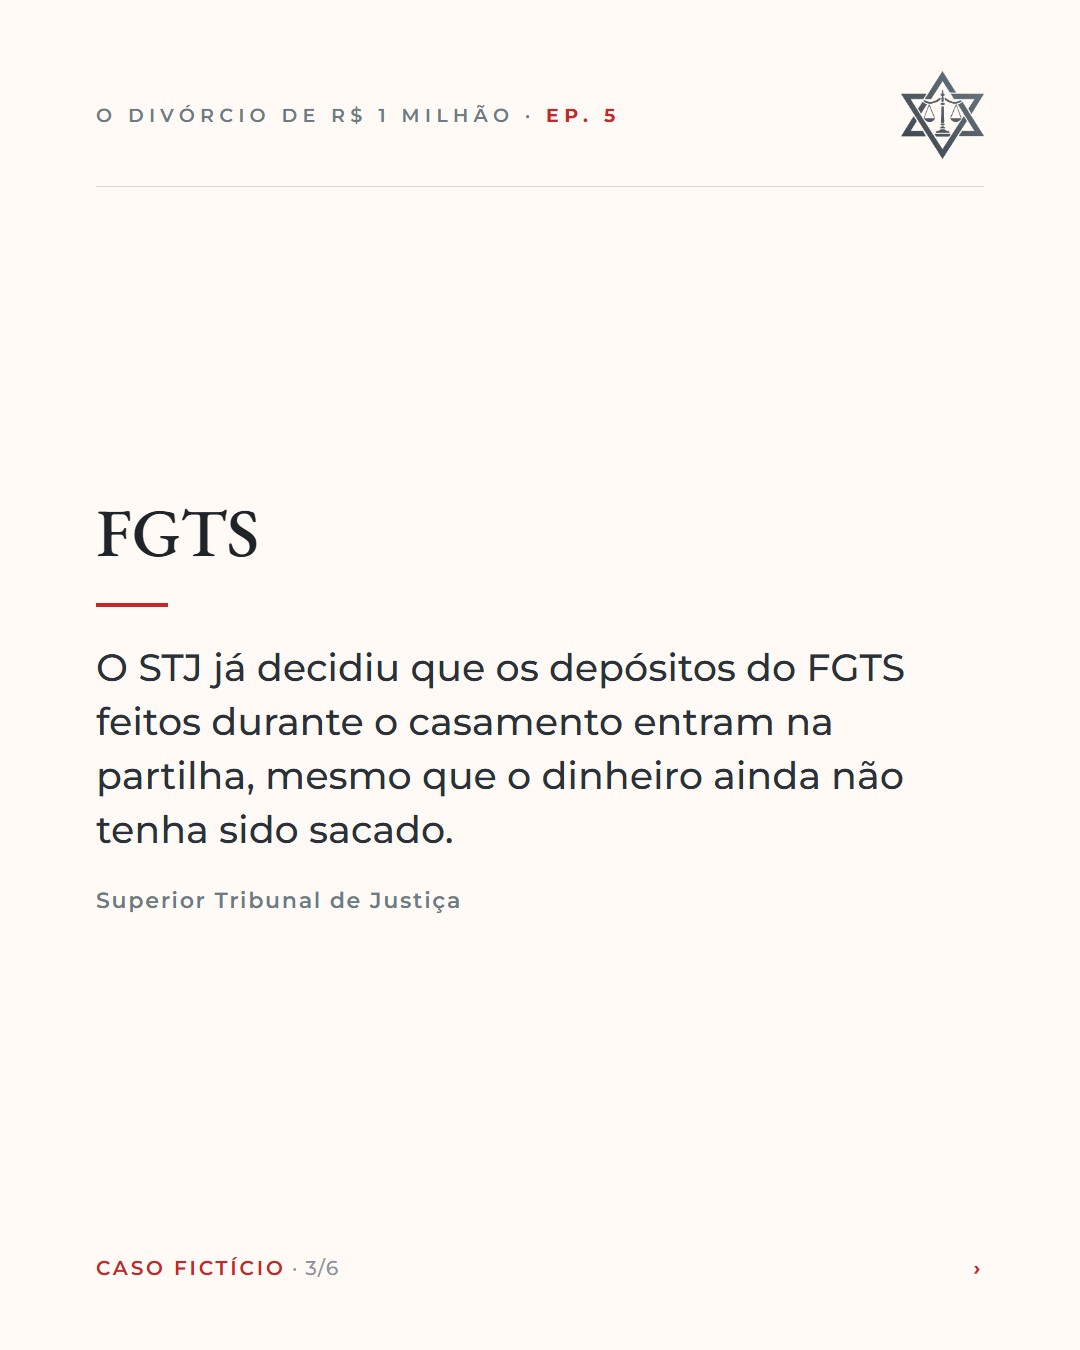 O DIVÓRCIO DE R$ 1 MILHÃO · EP. 5
FGTS
O STJ já decidiu que os depósitos do FGTS
feitos durante o casamento entram na
partilha, mesmo que o dinheiro ainda não
tenha sido sacado.
Superior Tribunal de Justiça
CASO FICTÍCIO · 3/6 ›